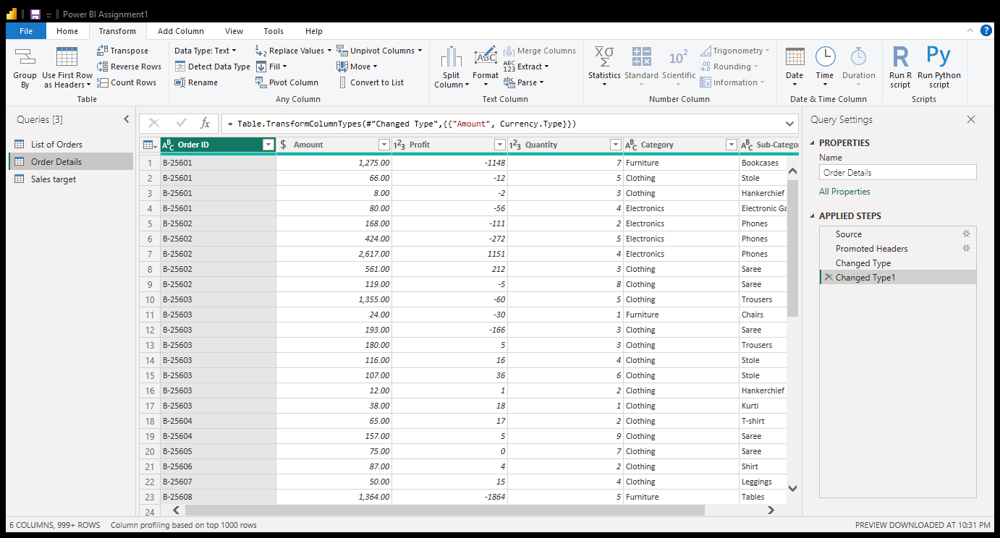 Power BI Assignment1
File Home Transform Add Column View Tools Help ?
Group By
Use First Row as Headers
Transpose
Reverse Rows
Count Rows
Table
Data Type: Text
Detect Data Type
Rename
1 2 Replace Values
Fill
Pivot Column
Unpivot Columns
Move
Convert to List
Any Column
Split Column
ABC
Format
Merge Columns
ABC 123 Extract
abc Parse
Text Column
XΣ Statistics
Standard
10² Scientific
Trigonometry
.00 Rounding
Information
Number Column
Date
Time
Duration
Date & Time Column
R Run R script
Py Run Python script
Scripts
Queries [3]
List of Orders
Order Details
Sales target
fx = Table.TransformColumnTypes(#"Changed Type",{{"Amount", Currency.Type}})
ABC Order ID $ Amount 123 Profit 123 Quantity ABC Category ABC Sub-Catego
1 B-25601 1,275.00 -1148 7 Furniture Bookcases
2 B-25601 66.00 -12 5 Clothing Stole
3 B-25601 8.00 -2 3 Clothing Hankerchief
4 B-25601 80.00 -56 4 Electronics Electronic Ga
5 B-25602 168.00 -111 2 Electronics Phones
6 B-25602 424.00 -272 5 Electronics Phones
7 B-25602 2,617.00 1151 4 Electronics Phones
8 B-25602 561.00 212 3 Clothing Saree
9 B-25602 119.00 -5 8 Clothing Saree
10 B-25603 1,355.00 -60 5 Clothing Trousers
11 B-25603 24.00 -30 1 Furniture Chairs
12 B-25603 193.00 -166 3 Clothing Saree
13 B-25603 180.00 5 3 Clothing Trousers
14 B-25603 116.00 16 4 Clothing Stole
15 B-25603 107.00 36 6 Clothing Stole
16 B-25603 12.00 1 2 Clothing Hankerchief
17 B-25603 38.00 18 1 Clothing Kurti
18 B-25604 65.00 17 2 Clothing T-shirt
19 B-25604 157.00 5 9 Clothing Saree
20 B-25605 75.00 0 7 Clothing Saree
21 B-25606 87.00 4 2 Clothing Shirt
22 B-25607 50.00 15 4 Clothing Leggings
23 B-25608 1,364.00 -1864 5 Furniture Tables
24
Query Settings
PROPERTIES
Name
Order Details
All Properties
APPLIED STEPS
Source
Promoted Headers
Changed Type
Changed Type1
6 COLUMNS, 999+ ROWS Column profiling based on top 1000 rows PREVIEW DOWNLOADED AT 10:31 PM